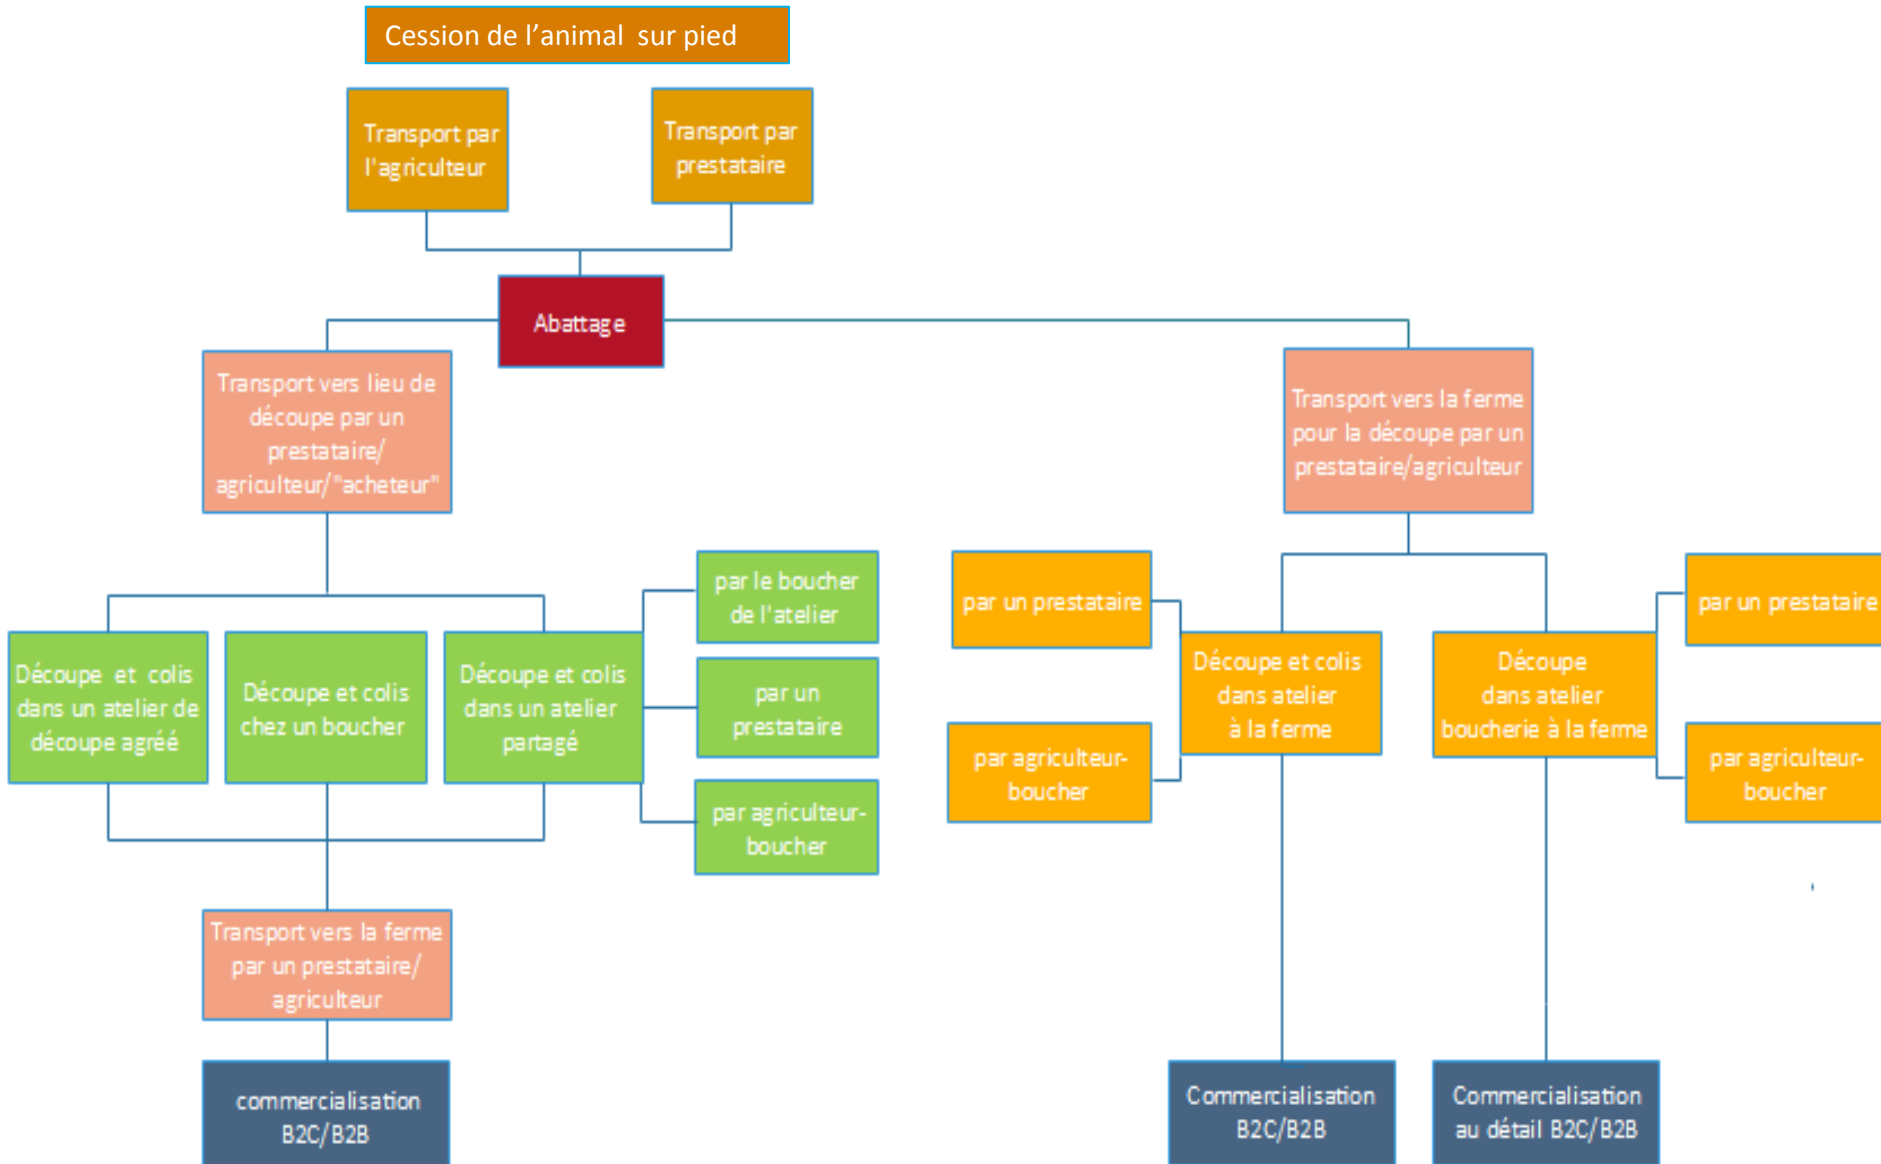 Cession de l’animal sur pied
Transport par
l'agriculteur
Transport par
prestataire
Abattage
Transport vers lieu de
découpe par un
prestataire/
agriculteur/"acheteur"
Transport vers la ferme
pour la découpe par un
prestataire/agriculteur
Découpe et colis
dans un atelier de
découpe agréé
Découpe et colis
chez un boucher
Découpe et colis
dans un atelier
partagé
par le boucher
de l'atelier
par un
prestataire
par agriculteur-
boucher
par un prestataire
par agriculteur-
boucher
Découpe et colis
dans atelier
à la ferme
Découpe
dans atelier
boucherie à la ferme
par un prestataire
par agriculteur-
boucher
Transport vers la ferme
par un prestataire/
agriculteur
commercialisation
B2C/B2B
Commercialisation
B2C/B2B
Commercialisation
au détail B2C/B2B